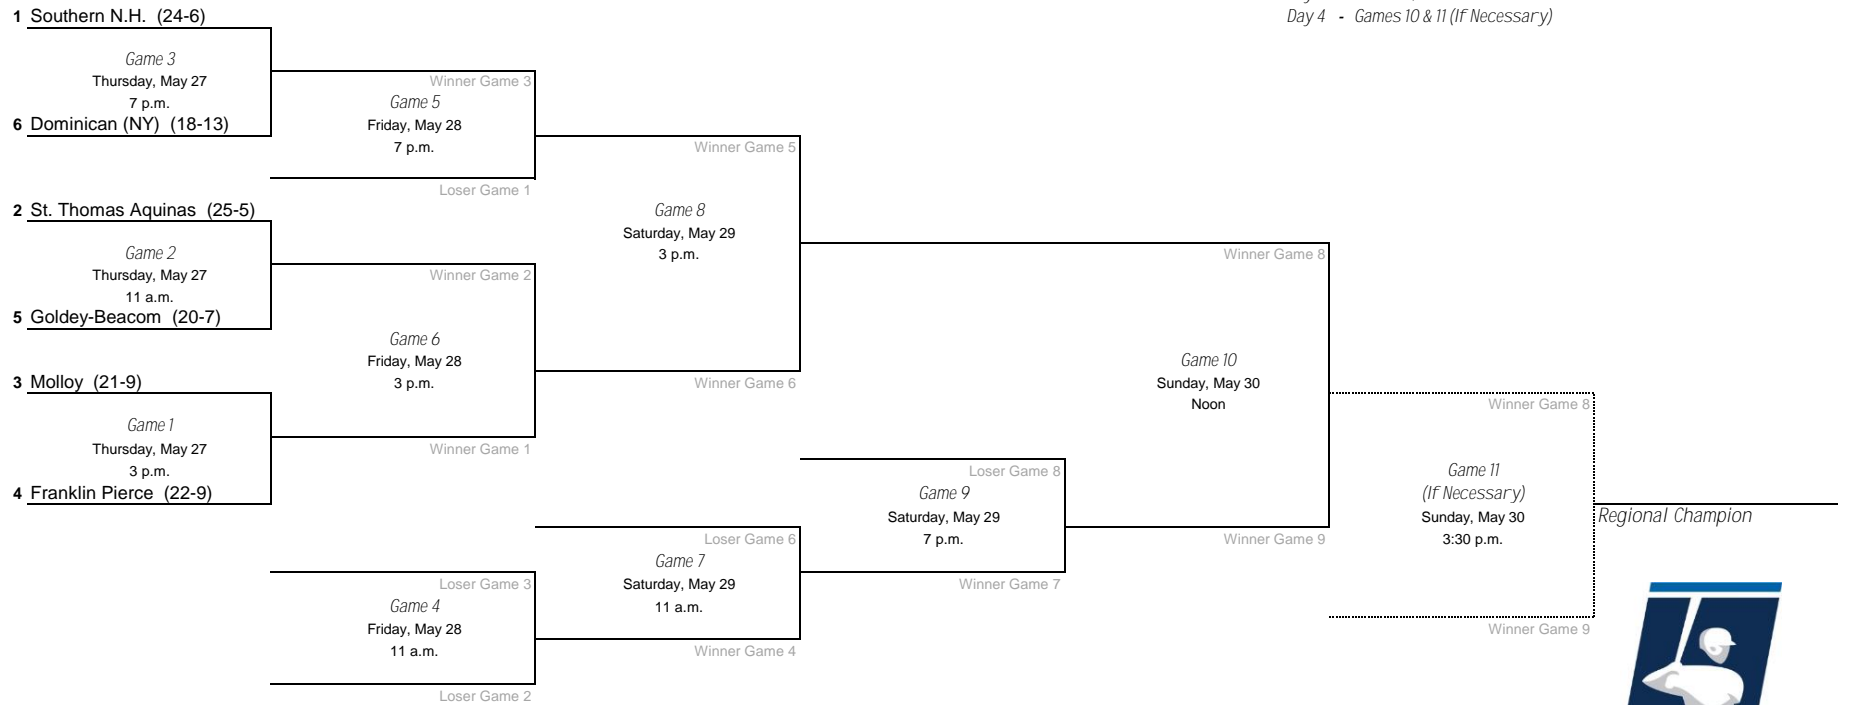 1 Southern N.H. (24-6)
Day 4 - Games 10 & 11 (If Necessary)
Game 3
Thursday, May 27
7 p.m.
6 Dominican (NY) (18-13)
Winner Game 3
Game 5
Friday, May 28
7 p.m.
Loser Game 1
2 St. Thomas Aquinas (25-5)
Game 2
Thursday, May 27
11 a.m.
5 Goldey-Beacom (20-7)
Winner Game 2
Game 6
Friday, May 28
3 p.m.
Winner Game 1
3 Molloy (21-9)
Game 1
Thursday, May 27
3 p.m.
4 Franklin Pierce (22-9)
Winner Game 5
Game 8
Saturday, May 29
3 p.m.
Winner Game 6
Loser Game 3
Game 4
Friday, May 28
11 a.m.
Loser Game 2
Loser Game 6
Game 7
Saturday, May 29
11 a.m.
Winner Game 4
Loser Game 8
Game 9
Saturday, May 29
7 p.m.
Winner Game 7
Winner Game 8
Game 10
Sunday, May 30
Noon
Winner Game 9
Winner Game 8
Game 11
(If Necessary)
Sunday, May 30
3:30 p.m.
Winner Game 9
Regional Champion